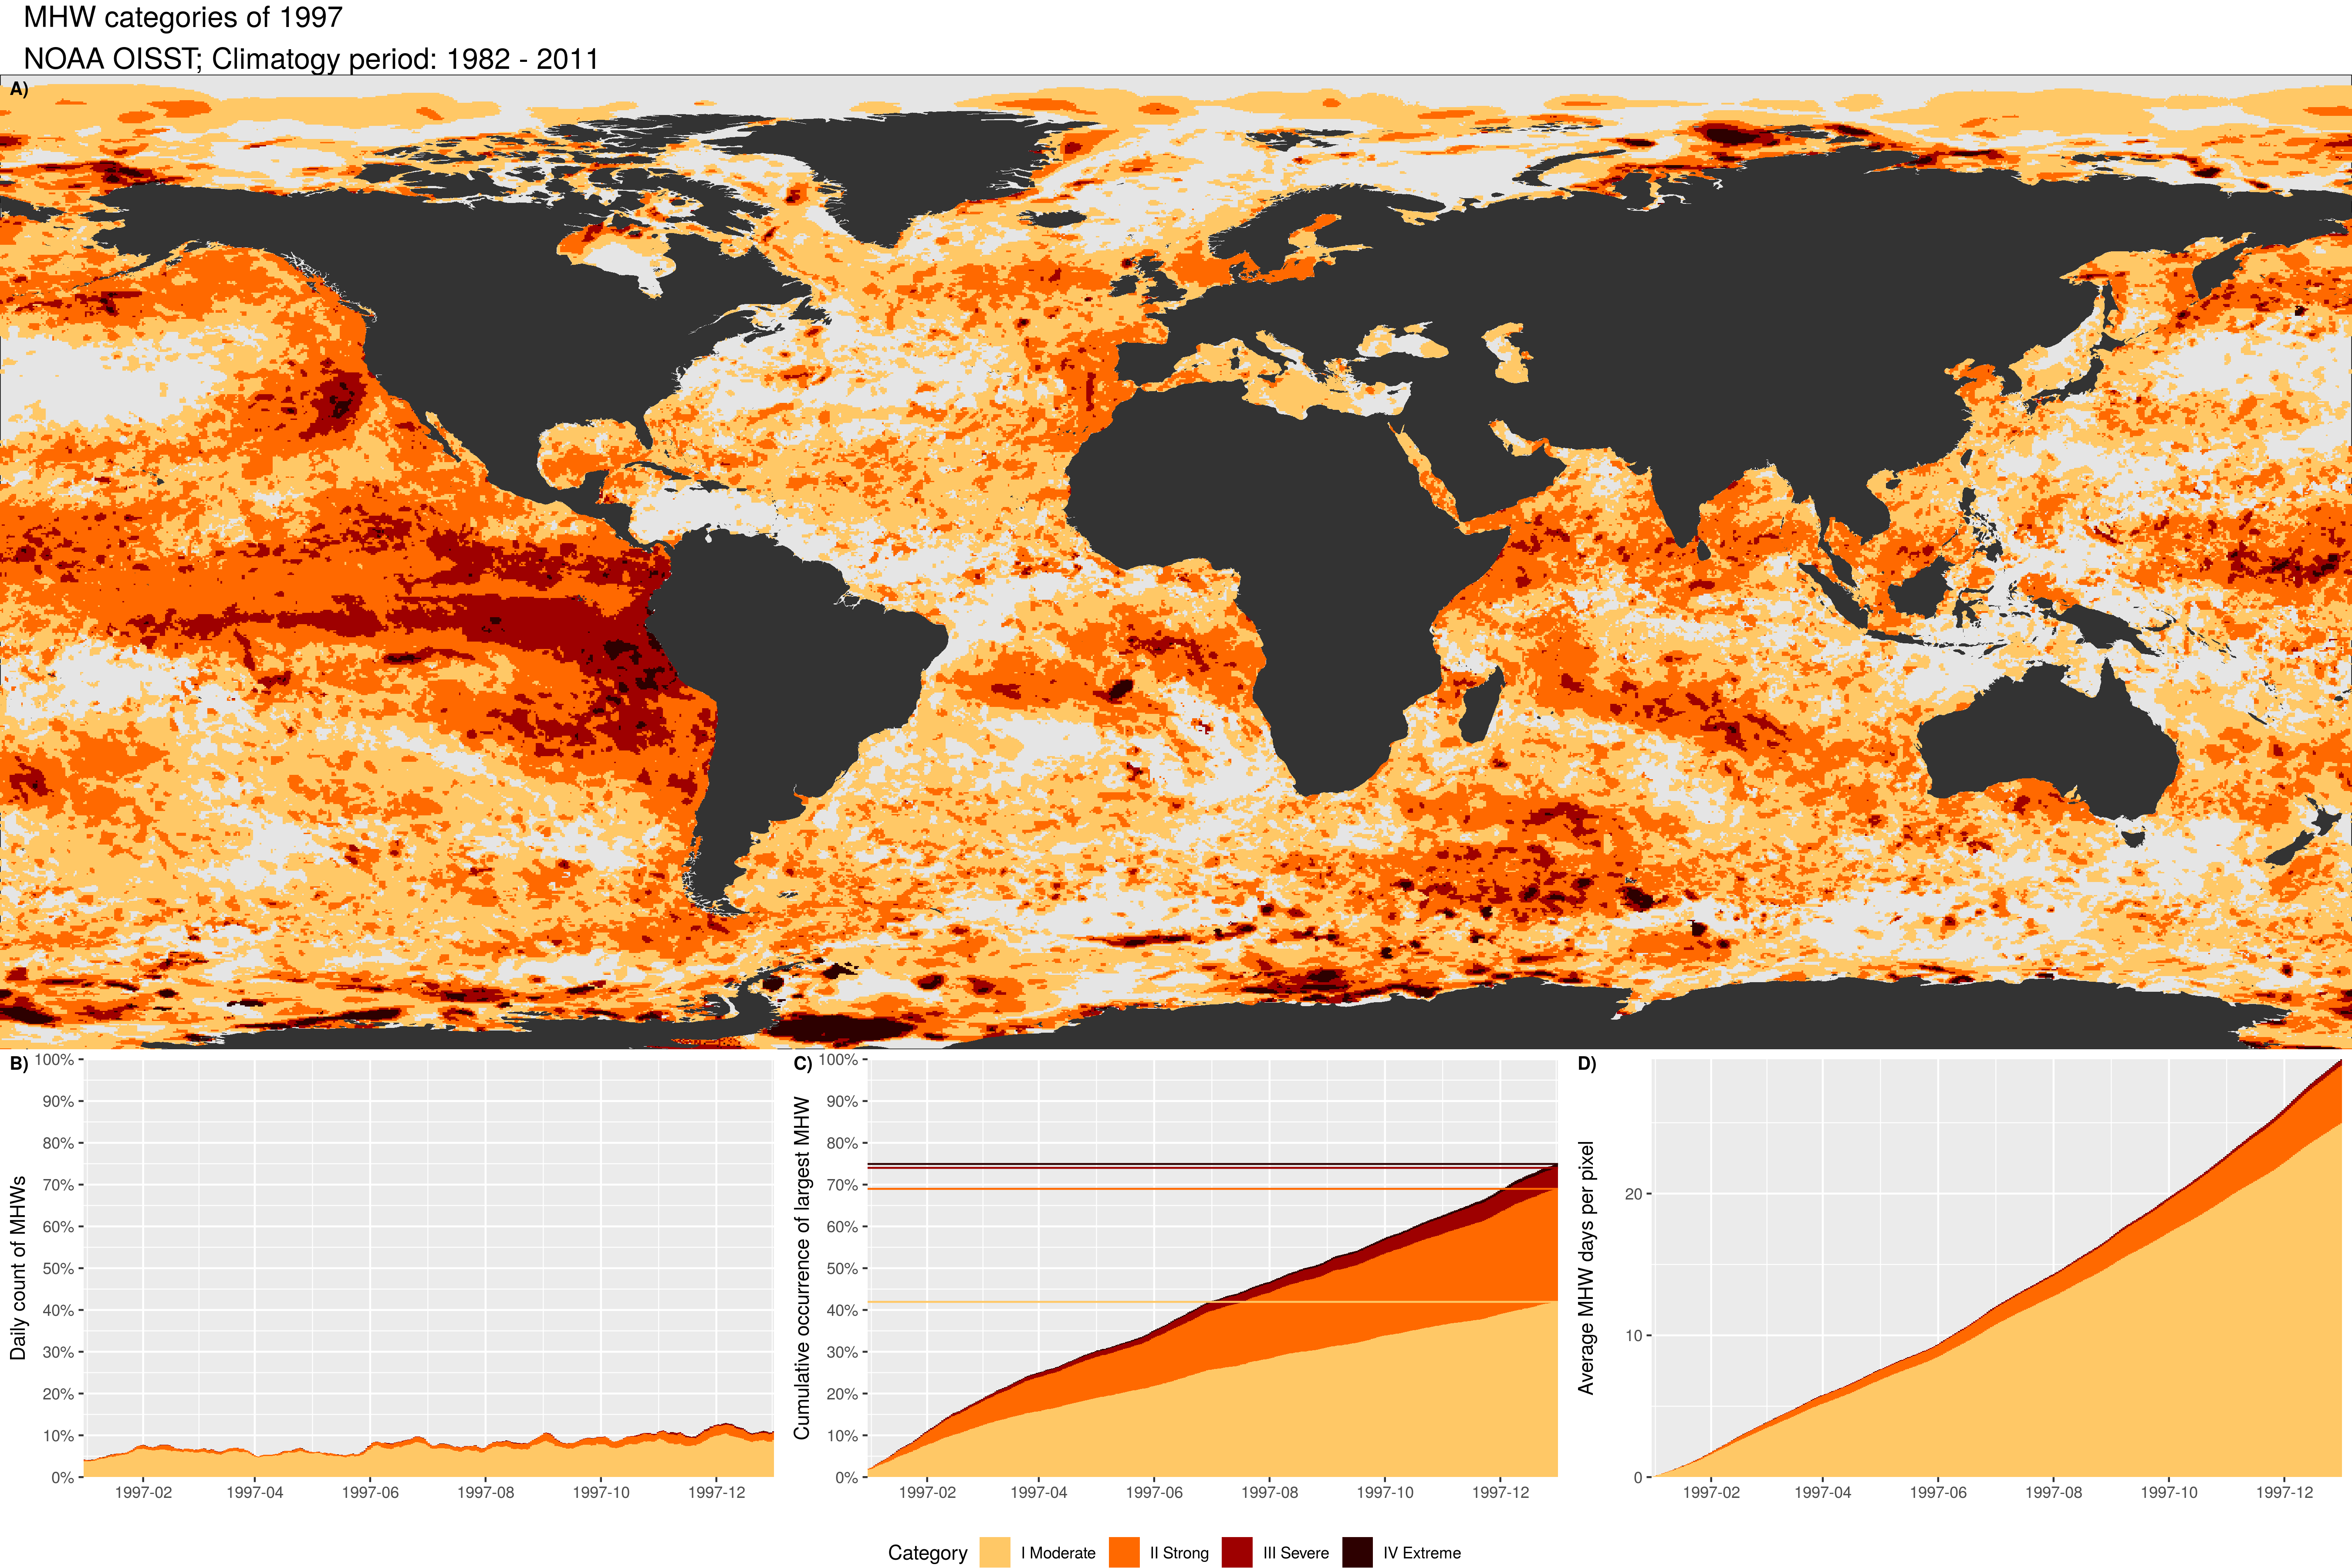 MHW categories of 1997
NOAA OISST; Climatogy period: 1982 - 2011
A)
B)
Daily count of MHWs
100%
90%
80%
70%
60%
50%
40%
30%
20%
10%
0%
1997-02 1997-04 1997-06 1997-08 1997-10 1997-12
C)
Cumulative occurrence of largest MHW
100%
90%
80%
70%
60%
50%
40%
30%
20%
10%
0%
1997-02 1997-04 1997-06 1997-08 1997-10 1997-12
D)
Average MHW days per pixel
20
10
0
1997-02 1997-04 1997-06 1997-08 1997-10 1997-12
Category I Moderate II Strong III Severe IV Extreme